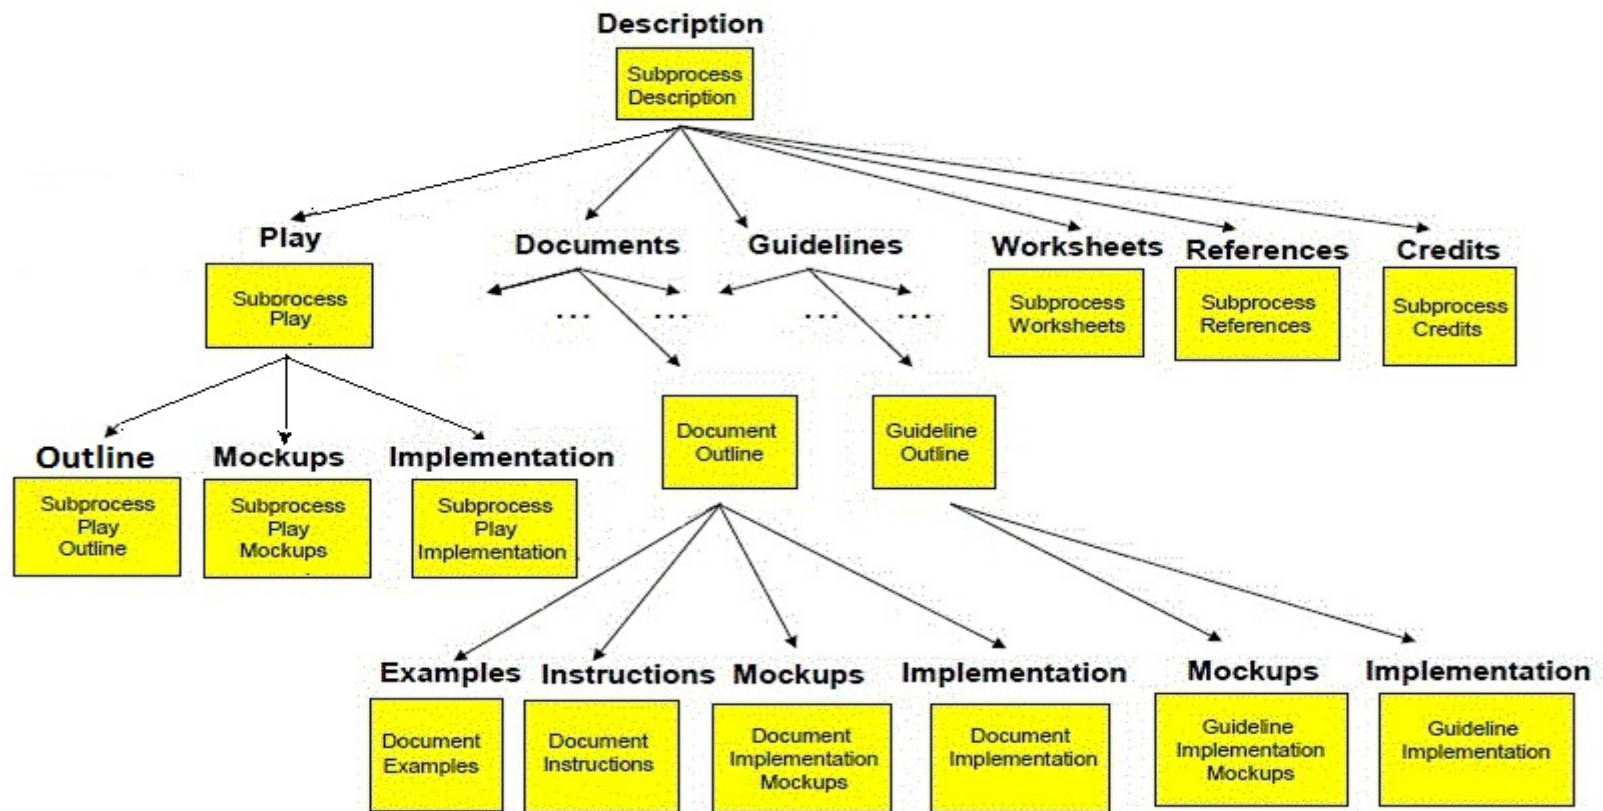 Description
Subprocess
Description
Play
Documents
Guidelines
Worksheets
References
Credits
Subprocess
Play
... ... ... ...
Subprocess
Worksheets
Subprocess
References
Subprocess
Credits
Document
Outline
Guideline
Outline
Outline
Mockups
Implementation
Subprocess
Play
Outline
Subprocess
Play
Mockups
Subprocess
Play
Implementation
Examples
Instructions
Mockups
Implementation
Mockups
Implementation
Document
Examples
Document
Instructions
Document
Implementation
Mockups
Document
Implementation
Guideline
Implementation
Mockups
Guideline
Implementation